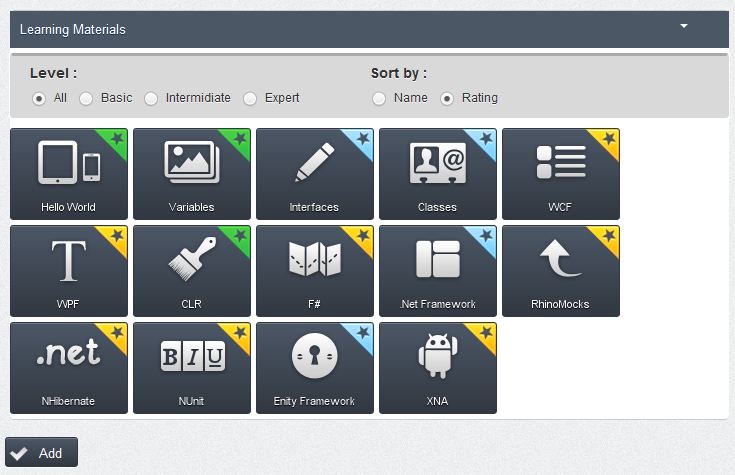 Learning Materials
Level : Sort by :
All Basic Intermidiate Expert Name Rating
Hello World Variables Interfaces Classes WCF
WPF CLR F# .Net Framework RhinoMocks
.net B I U
NHibernate NUnit Enity Framework XNA
Add